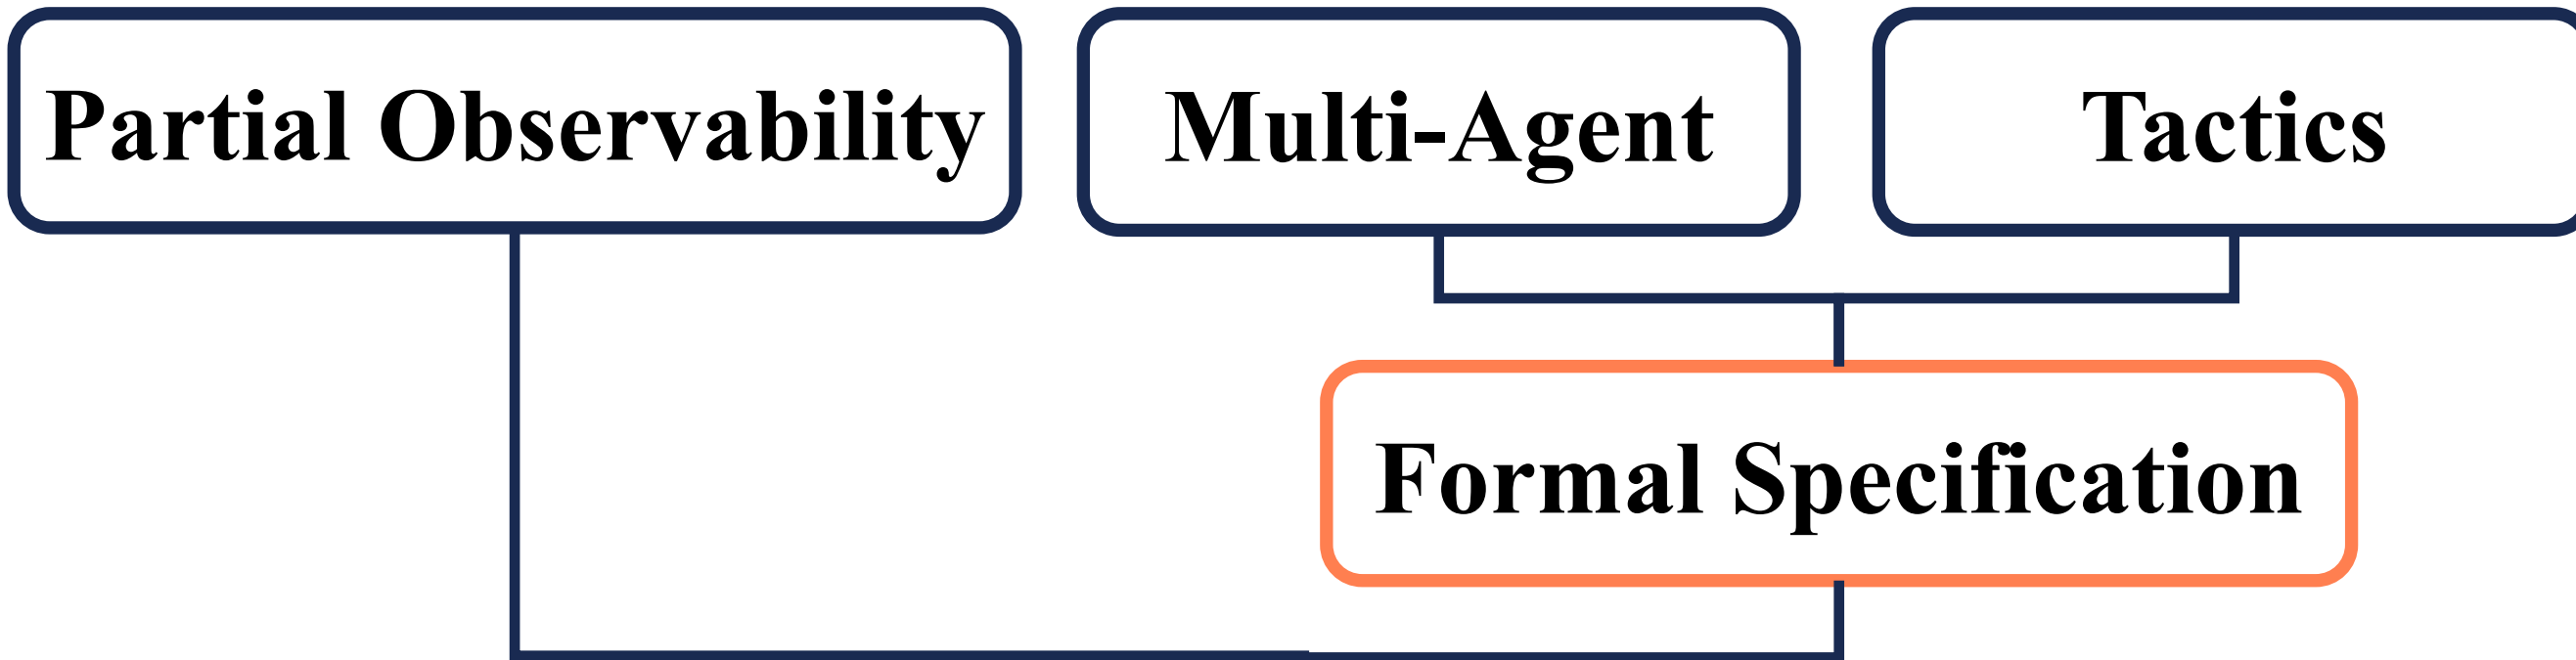 Partial Observability
Multi-Agent
Tactics
Formal Specification